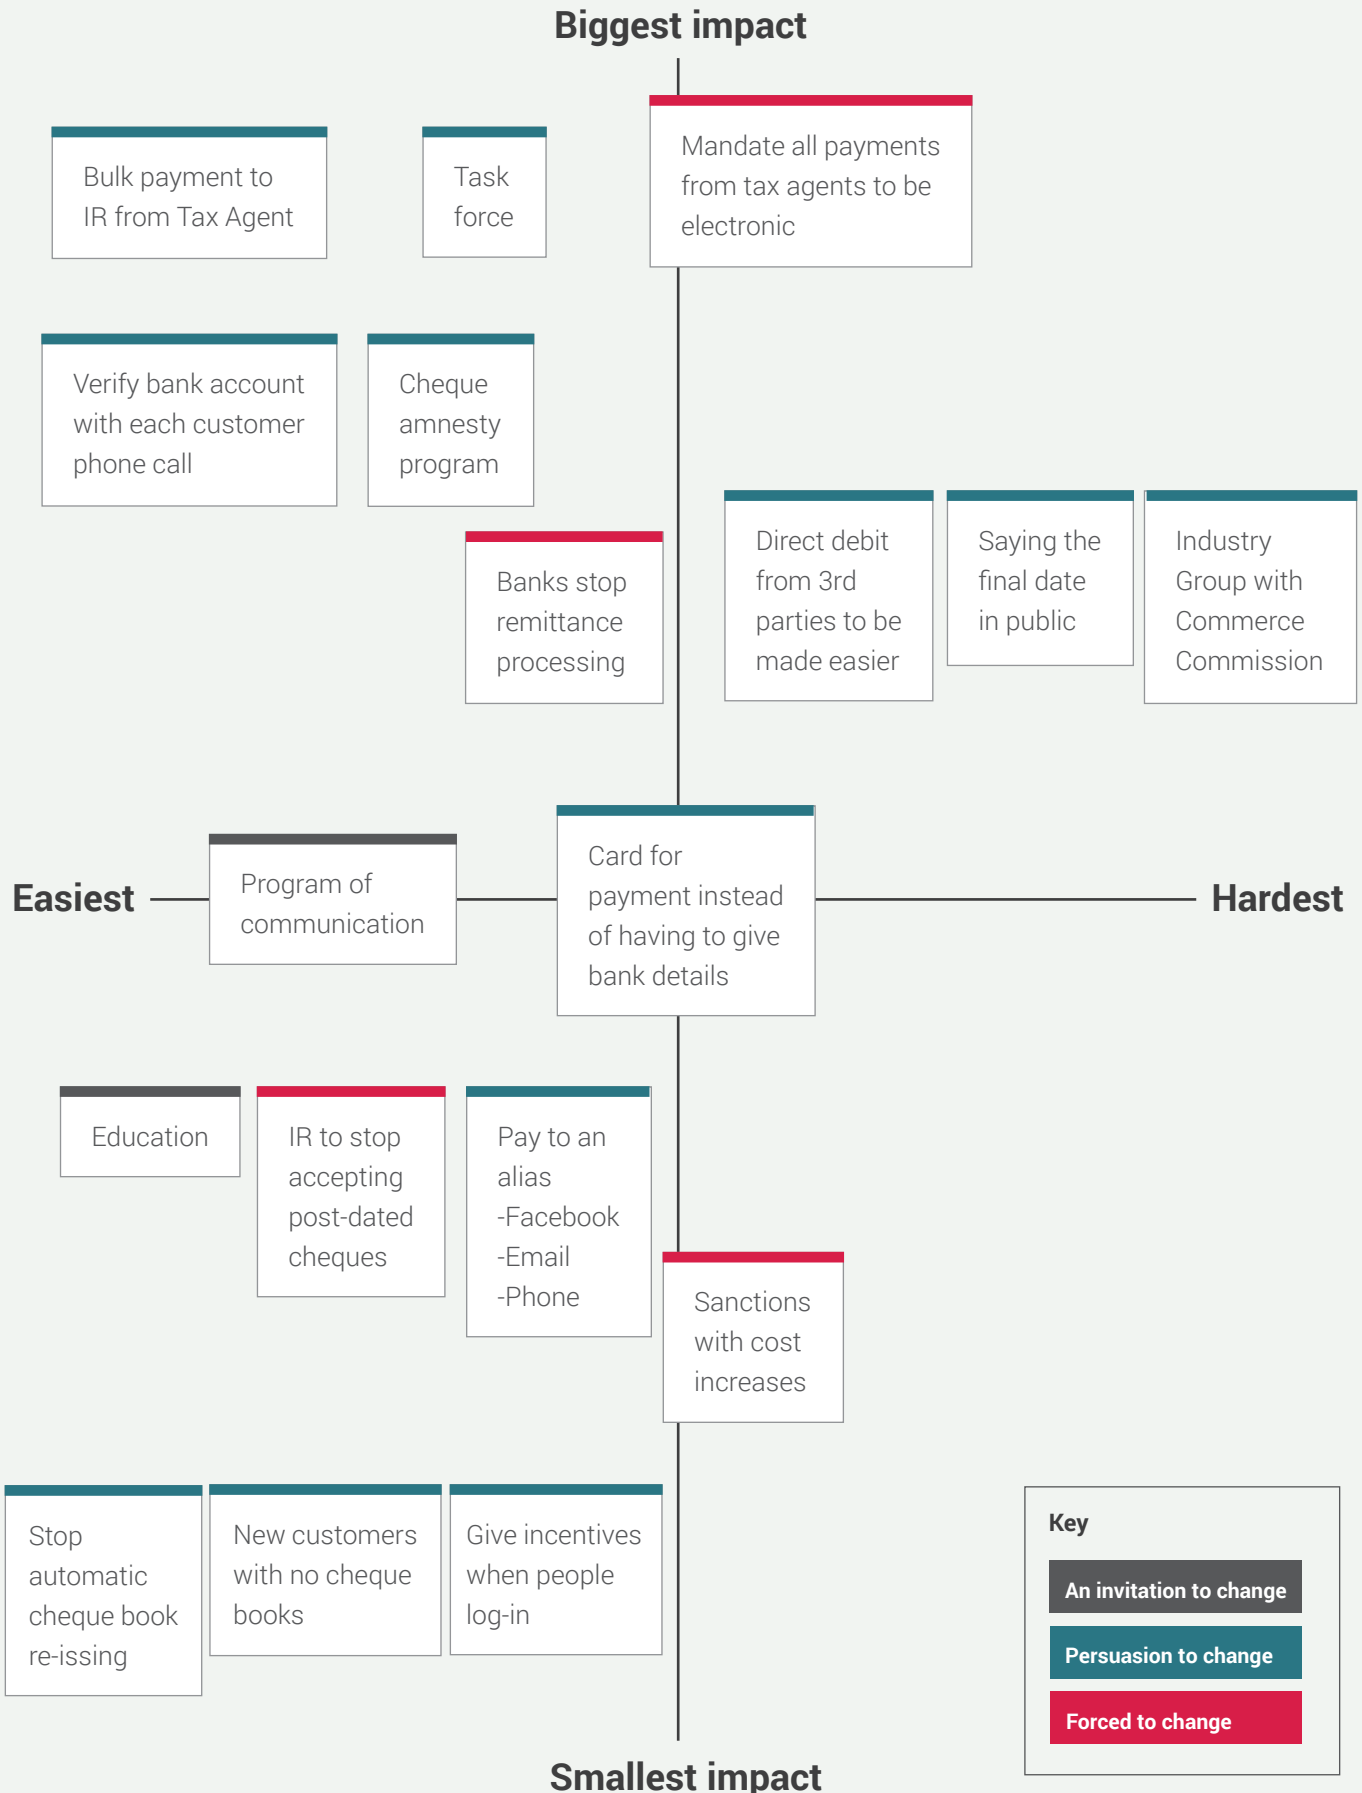 Biggest impact
Bulk payment to
IR from Tax Agent
Task
force
Mandate all payments
from tax agents to be
electronic
Verify bank account
with each customer
phone call
Cheque
amnesty
program
Banks stop
remittance
processing
Direct debit
from 3rd
parties to be
made easier
Saying the
final date
in public
Industry
Group with
Commerce
Commission
Easiest
Program of
communication
Card for
payment instead
of having to give
bank details
Hardest
Education
IR to stop
accepting
post-dated
cheques
Pay to an
alias
-Facebook
-Email
-Phone
Sanctions
with cost
increases
Stop
automatic
cheque book
re-issing
New customers
with no cheque
books
Give incentives
when people
log-in
Key
An invitation to change
Persuasion to change
Forced to change
Smallest impact